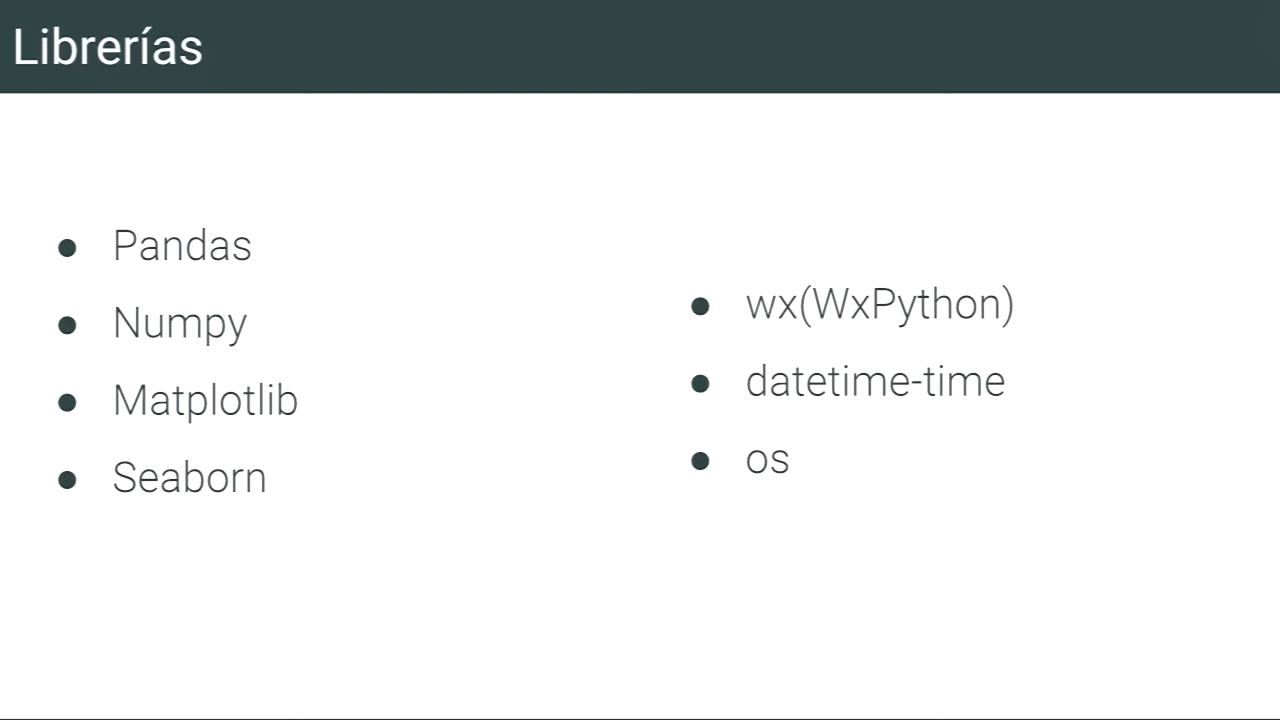 Librerías
● Pandas
● Numpy
● Matplotlib
● Seaborn
● wx(WxPython)
● datetime-time
● os